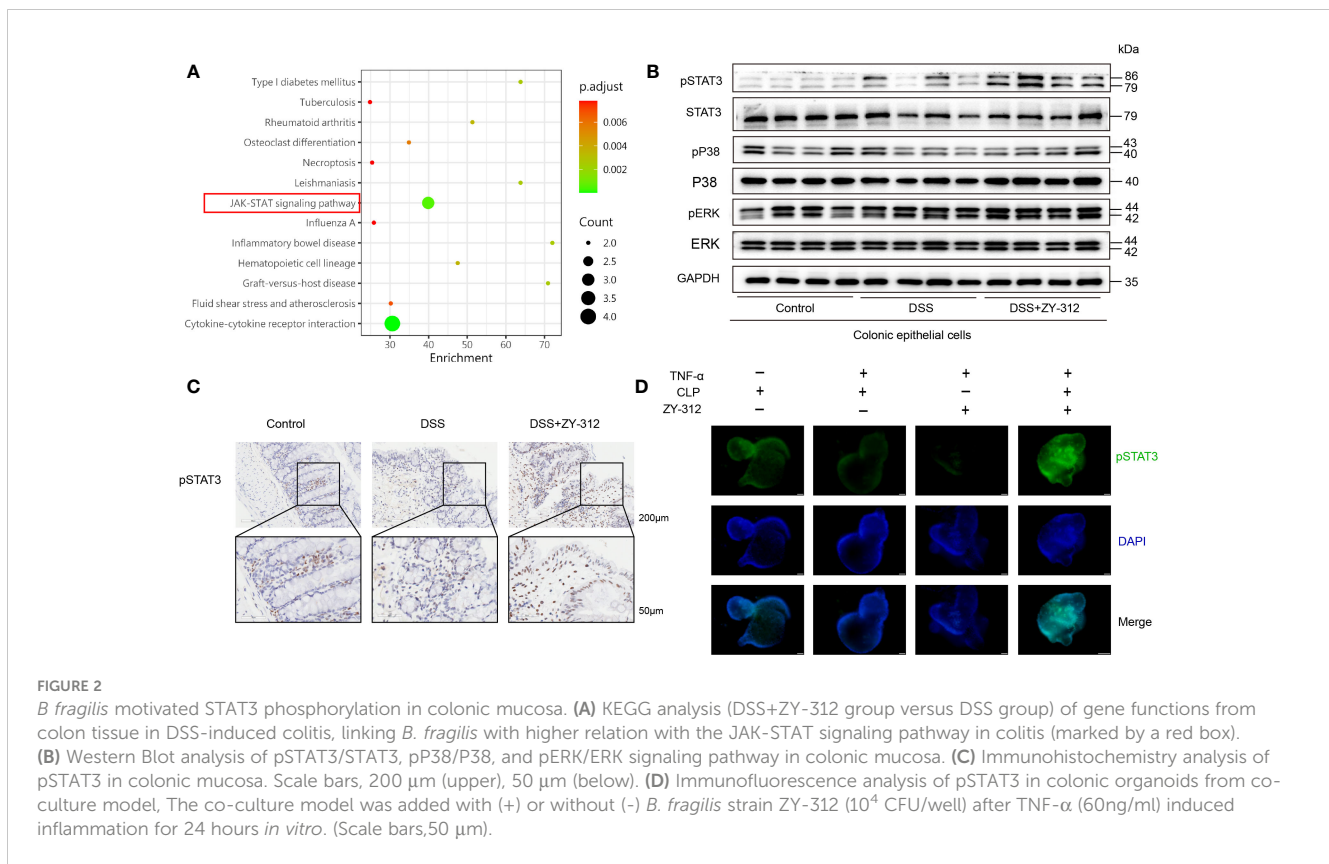 A
Type I diabetes mellitus
Tuberculosis
Rheumatoid arthritis
Osteoclast differentiation
Necroptosis
Leishmaniasis
JAK-STAT signaling pathway
Influenza A
Inflammatory bowel disease
Hematopoietic cell lineage
Graft-versus-host disease
Fluid shear stress and atherosclerosis
Cytokine-cytokine receptor interaction
30 40 50 60 70
Enrichment
p.adjust
0.006
0.004
0.002
Count
2.0
2.5
3.0
3.5
4.0
B
kDa
pSTAT3 86
79
STAT3 79
pP38 43
40
P38 40
pERK 44
42
ERK 44
42
GAPDH 35
Control DSS DSS+ZY-312
Colonic epithelial cells
C
Control DSS DSS+ZY-312
pSTAT3
200μm
50μm
D
TNF-α – + + +
CLP + + – +
ZY-312 – – + +
pSTAT3
DAPI
Merge
FIGURE 2
B fragilis motivated STAT3 phosphorylation in colonic mucosa. (A) KEGG analysis (DSS+ZY-312 group versus DSS group) of gene functions from
colon tissue in DSS-induced colitis, linking B. fragilis with higher relation with the JAK-STAT signaling pathway in colitis (marked by a red box).
(B) Western Blot analysis of pSTAT3/STAT3, pP38/P38, and pERK/ERK signaling pathway in colonic mucosa. (C) Immunohistochemistry analysis of
pSTAT3 in colonic mucosa. Scale bars, 200 μm (upper), 50 μm (below). (D) Immunofluorescence analysis of pSTAT3 in colonic organoids from co-
culture model, The co-culture model was added with (+) or without (-) B. fragilis strain ZY-312 (10⁴ CFU/well) after TNF-α (60ng/ml) induced
inflammation for 24 hours in vitro. (Scale bars,50 μm).